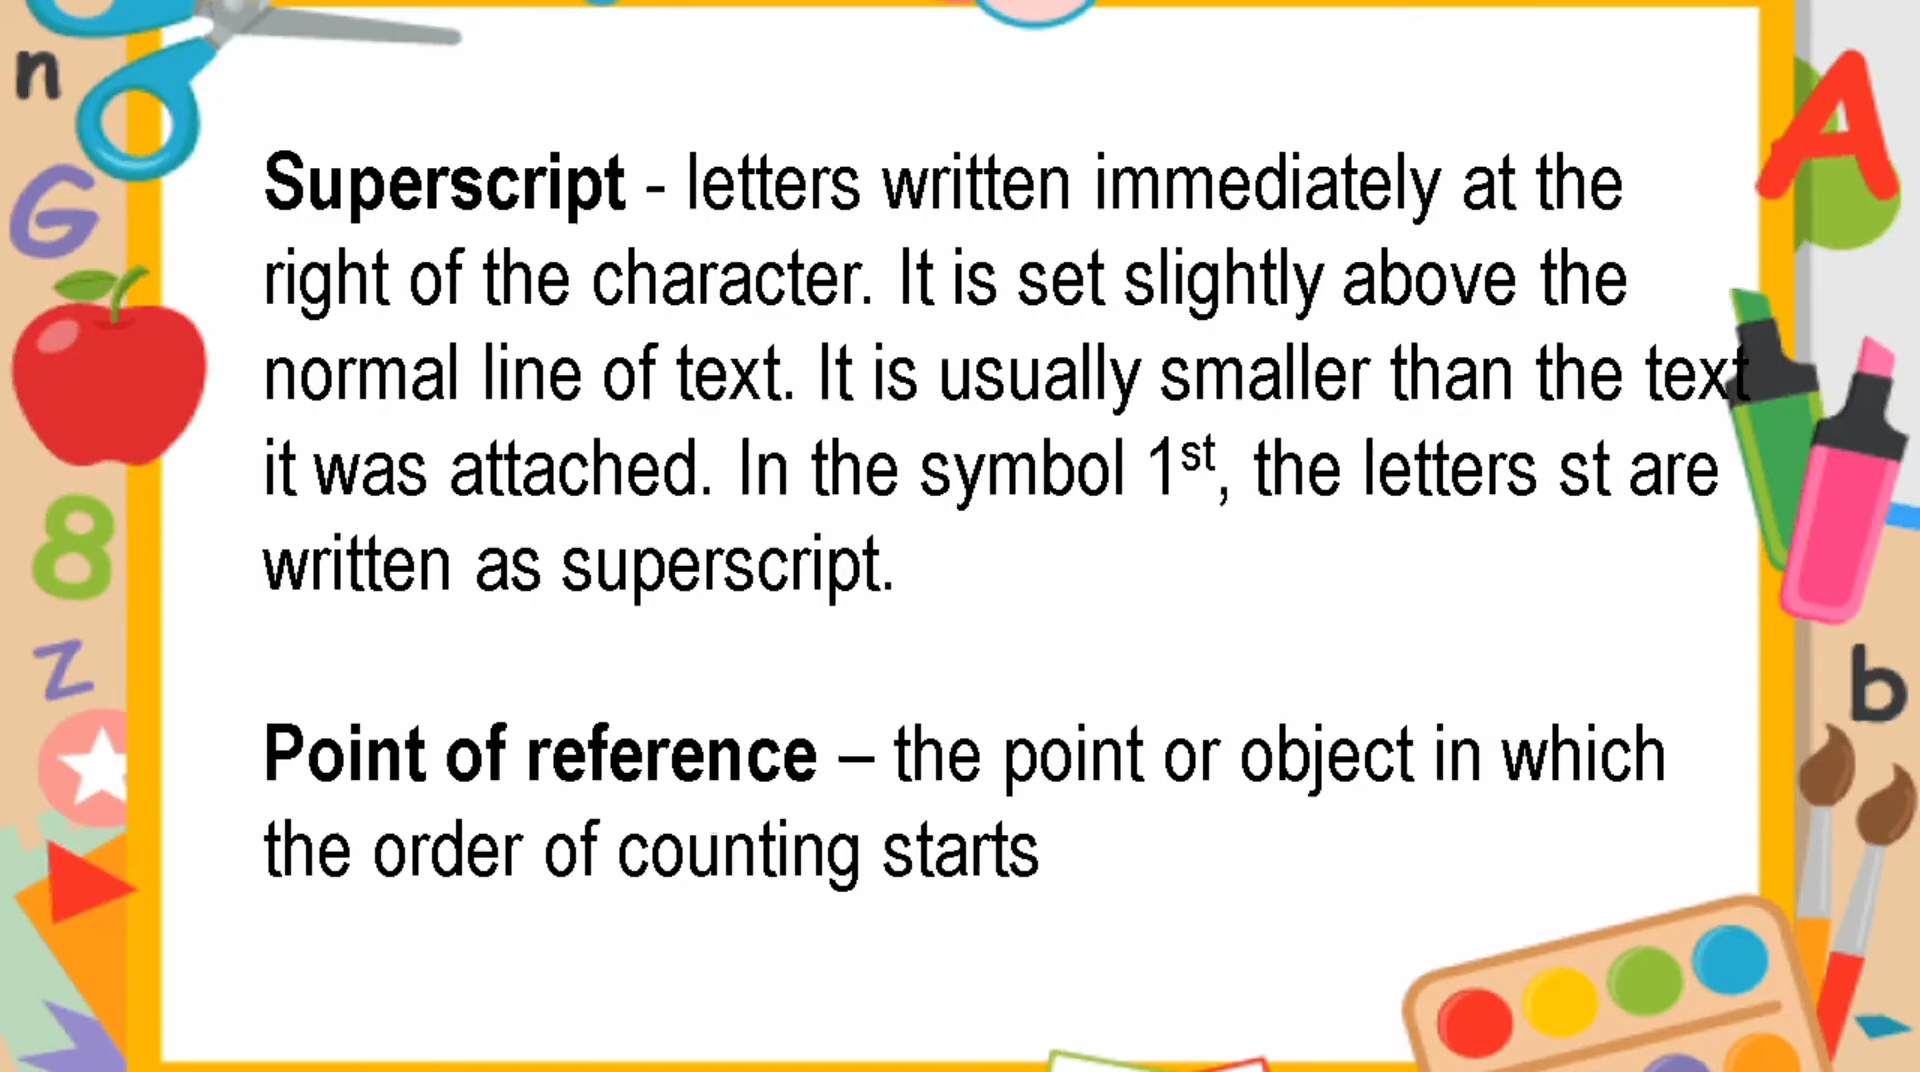 Superscript - letters written immediately at the
right of the character. It is set slightly above the
normal line of text. It is usually smaller than the text
it was attached. In the symbol 1ˢᵗ, the letters st are
written as superscript.
Point of reference – the point or object in which
the order of counting starts
n
G
8
z
A
b